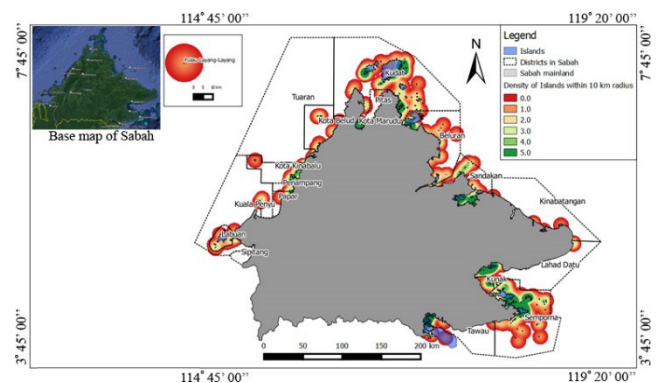 114 45' 00''
119 20' 00''
7 45' 00''
7 45' 00''
Base map of Sabah
Pulau Layang-Layang
N
Legend
Islands
Districts in Sabah
Sabah mainland
Density of Islands within 10 km radius
0.0
1.0
2.0
3.0
4.0
5.0
Kudat
Pitas
Tuaran
Kota Belud
Kota Marudu
Beluran
Kota Kinabalu
Penampang
Papar
Sandakan
Kuala Penyu
Kinabatangan
Labuan
Sipitang
Lahad Datu
Kunak
Semporna
Tawau
0 50 100 150 200 km
3 45' 00''
3 45' 00''
114 45' 00''
119 20' 00''